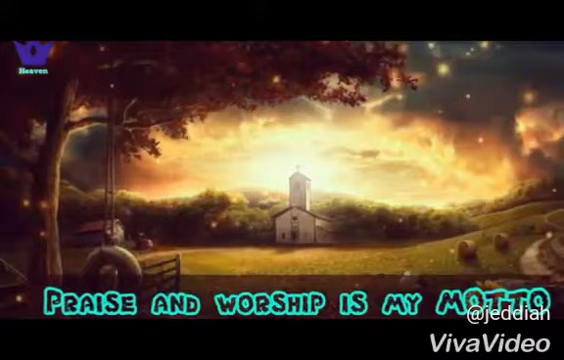 Heaven
PRAISE AND WORSHIP IS MY MOTTO
@jeddiah
VivaVideo